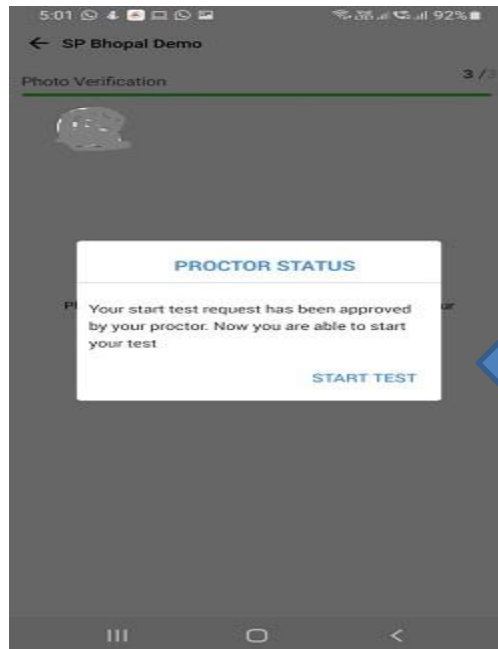 5:01 92%
← SP Bhopal Demo
Photo Verification 3 /3
PROCTOR STATUS
Your start test request has been approved
by your proctor. Now you are able to start
your test
START TEST